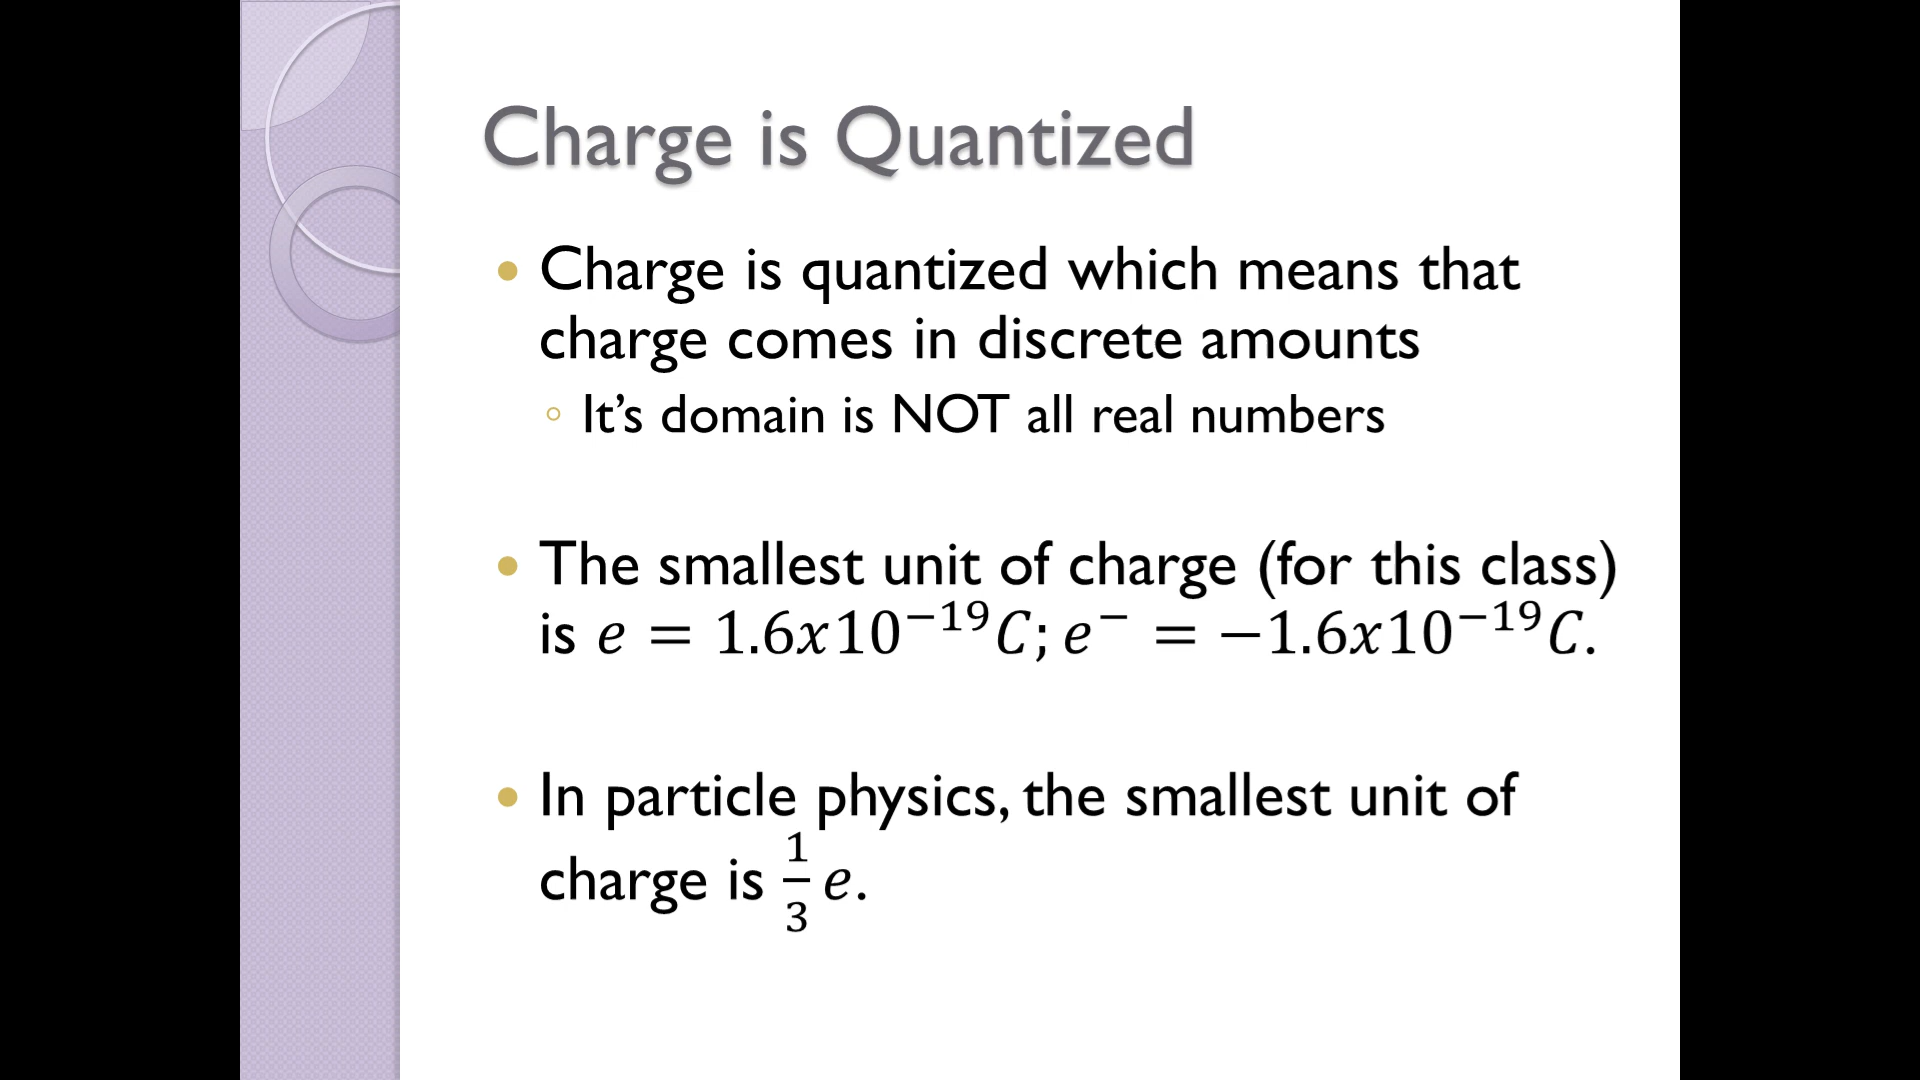 Charge is Quantized
Charge is quantized which means that
charge comes in discrete amounts
It’s domain is NOT all real numbers
The smallest unit of charge (for this class)
is e = 1.6x10⁻¹⁹C; e⁻ = −1.6x10⁻¹⁹C.
In particle physics, the smallest unit of
charge is 1/3 e.